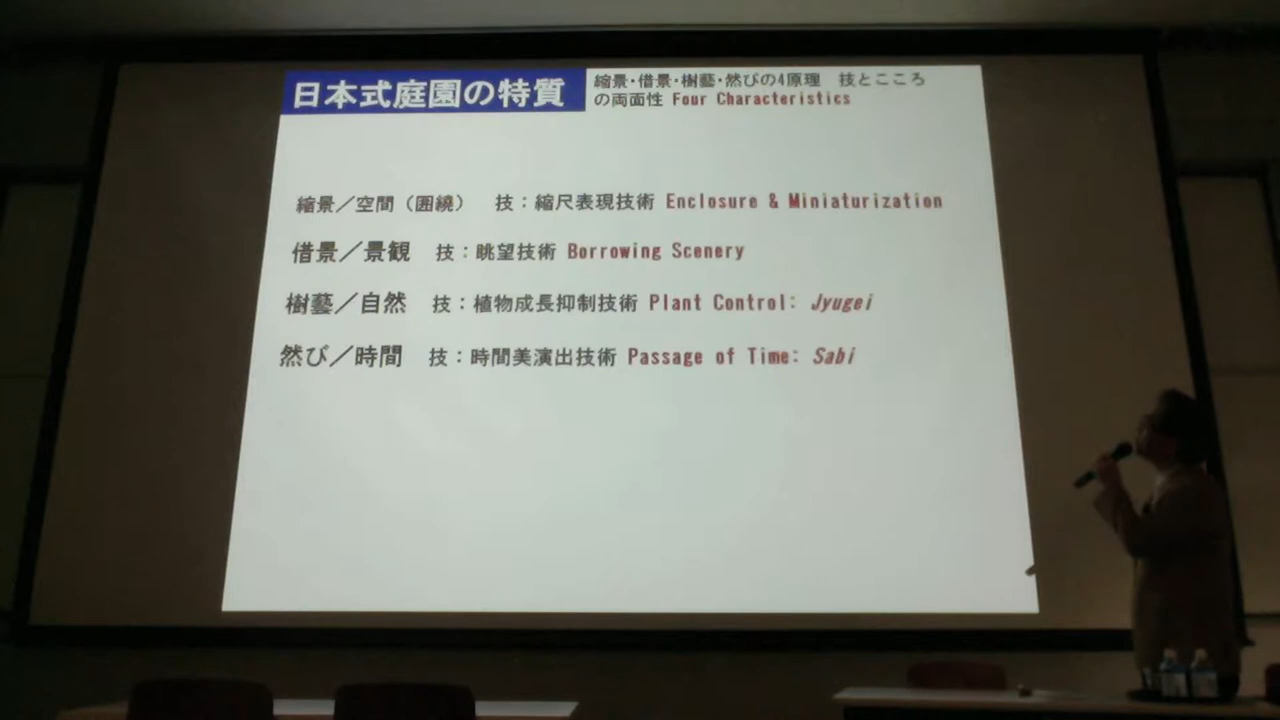 日本式庭園の特質
縮景・借景・樹藝・然びの4原理 技とこころ
の両面性 Four Characteristics
縮景／空間（囲繞） 技：縮尺表現技術 Enclosure & Miniaturization
借景／景観 技：眺望技術 Borrowing Scenery
樹藝／自然 技：植物成長抑制技術 Plant Control: Jyugei
然び／時間 技：時間美演出技術 Passage of Time: Sabi